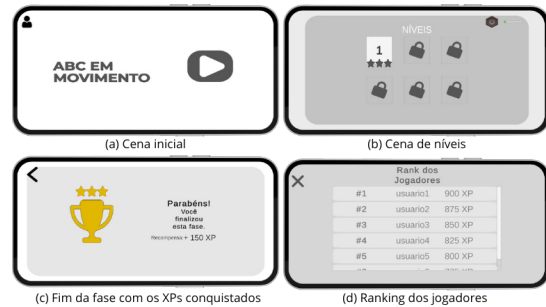 ABC EM
MOVIMENTO
(a) Cena inicial
NÍVEIS
1
(b) Cena de níveis
Parabéns!
Você
finalizou
esta fase.
Recompensa + 150 XP
(c) Fim da fase com os XPs conquistados
Rank dos
Jogadores
#1 usuario1 900 XP
#2 usuario2 875 XP
#3 usuario3 850 XP
#4 usuario4 825 XP
#5 usuario5 800 XP
(d) Ranking dos jogadores